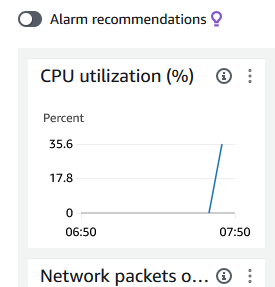 Alarm recommendations
CPU utilization (%)
Percent
35.6
17.8
0
06:50 07:50
Network packets o...